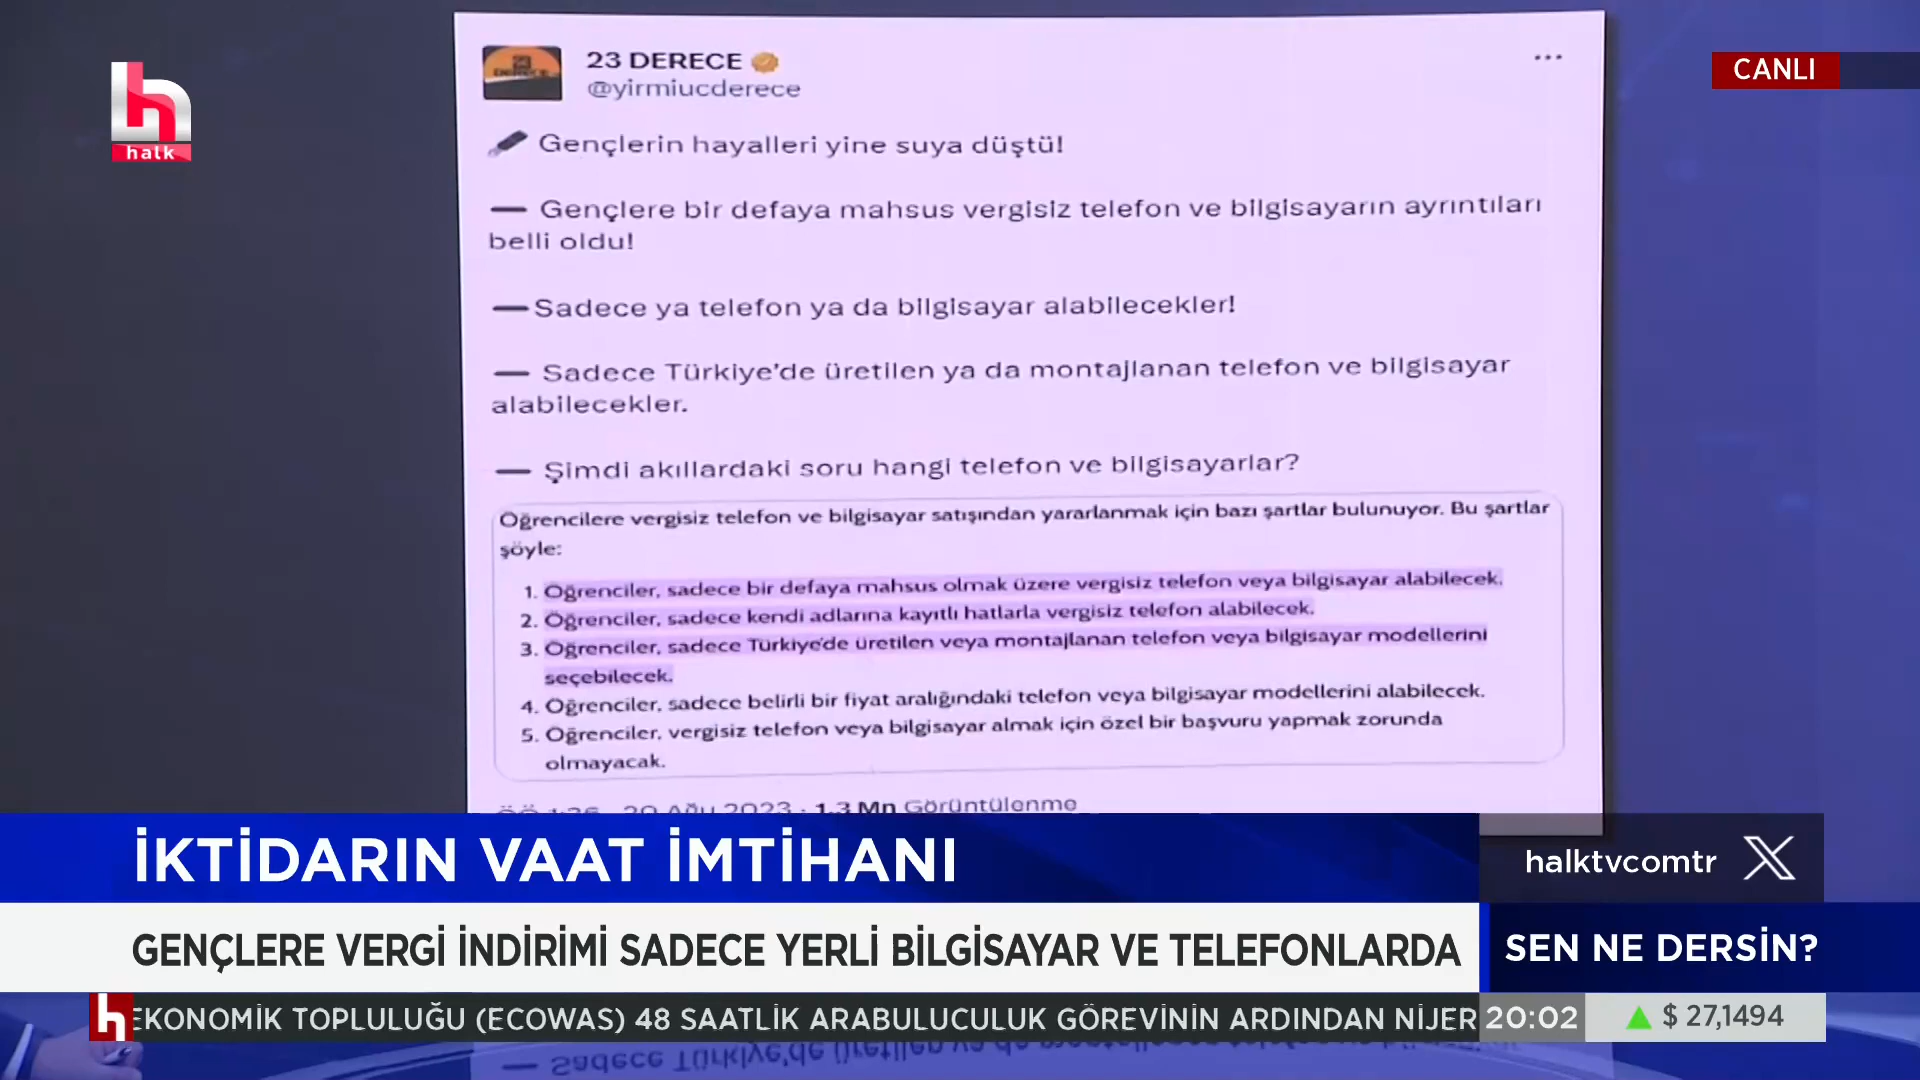 23 DERECE
@yirmiucderece
CANLI
halk
Gençlerin hayalleri yine suya düştü!
— Gençlere bir defaya mahsus vergisiz telefon ve bilgisayarın ayrıntıları
belli oldu!
—Sadece ya telefon ya da bilgisayar alabilecekler!
— Sadece Türkiye'de üretilen ya da montajlanan telefon ve bilgisayar
alabilecekler.
— Şimdi akıllardaki soru hangi telefon ve bilgisayarlar?
Öğrencilere vergisiz telefon ve bilgisayar satışından yararlanmak için bazı şartlar bulunuyor. Bu şartlar
şöyle:
1. Öğrenciler, sadece bir defaya mahsus olmak üzere vergisiz telefon veya bilgisayar alabilecek.
2. Öğrenciler, sadece kendi adlarına kayıtlı hatlarla vergisiz telefon alabilecek.
3. Öğrenciler, sadece Türkiye'de üretilen veya montajlanan telefon veya bilgisayar modellerini
seçebilecek.
4. Öğrenciler, sadece belirli bir fiyat aralığındaki telefon veya bilgisayar modellerini alabilecek.
5. Öğrenciler, vergisiz telefon veya bilgisayar almak için özel bir başvuru yapmak zorunda
olmayacak.
20 Ağu 2023 · 1,3 Mn Görüntülenme
İKTİDARIN VAAT İMTİHANI
halktvcomtr X
GENÇLERE VERGİ İNDİRİMİ SADECE YERLİ BİLGİSAYAR VE TELEFONLARDA
SEN NE DERSİN?
h EKONOMİK TOPLULUĞU (ECOWAS) 48 SAATLİK ARABULUCULUK GÖREVİNİN ARDINDAN NİJER 20:02 $ 27,1494